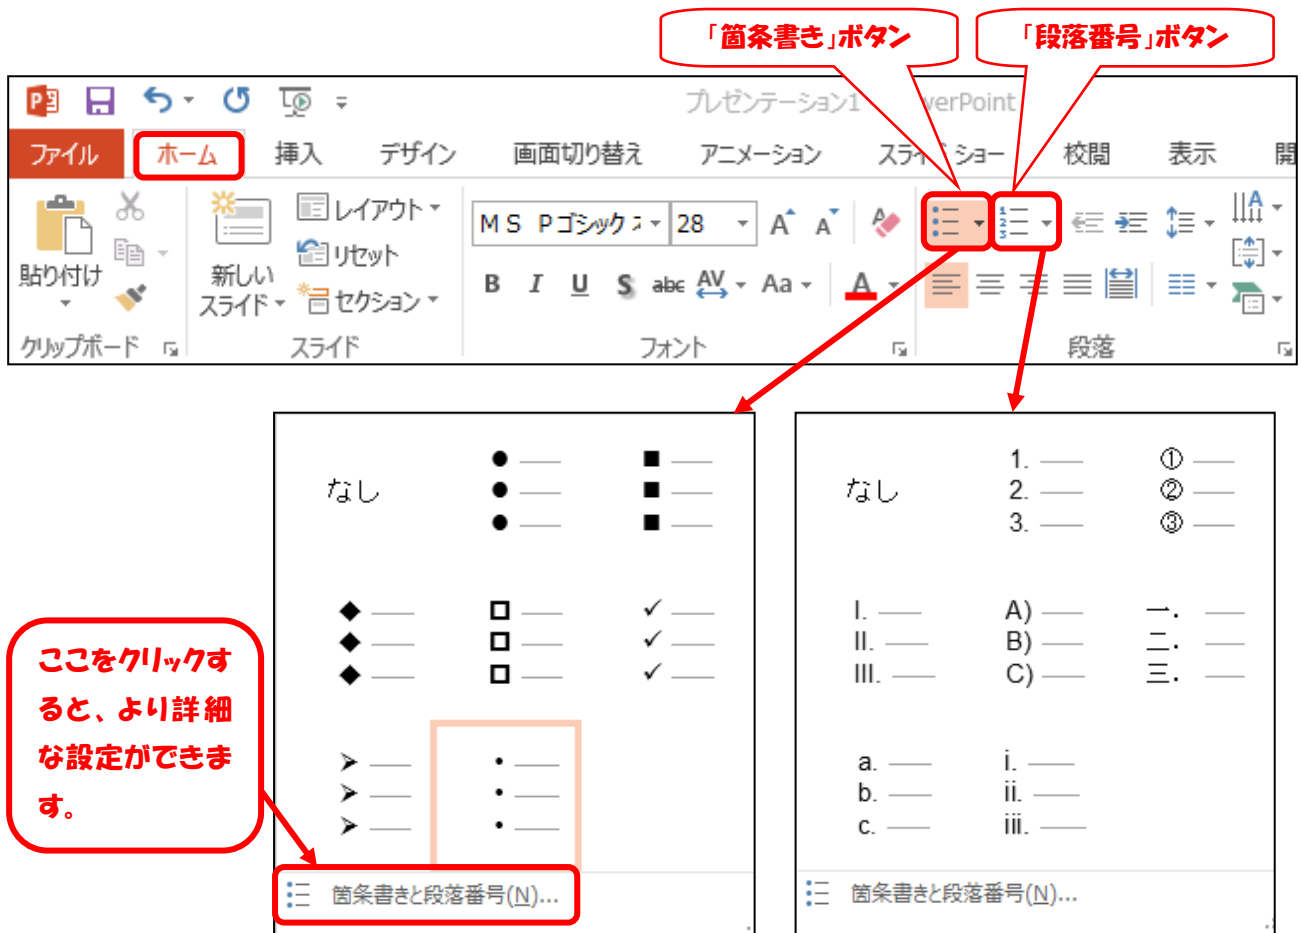 「箇条書き」ボタン
「段落番号」ボタン
プレゼンテーション1
werPoint
ファイル
ホーム
挿入
デザイン
画面切り替え
アニメーション
スライド ショー
校閲
表示
開
貼り付け
新しい
スライド
レイアウト
リセット
セクション
MS Pゴシック
28
A A
B I U S abc AV Aa A
クリップボード
スライド
フォント
段落
なし
なし
1.
2.
3.
①
②
③
I.
II.
III.
A)
B)
C)
一.
二.
三.
a.
b.
c.
i.
ii.
iii.
ここをクリックす
ると、より詳細
な設定ができま
す。
箇条書きと段落番号(N)...
箇条書きと段落番号(N)...